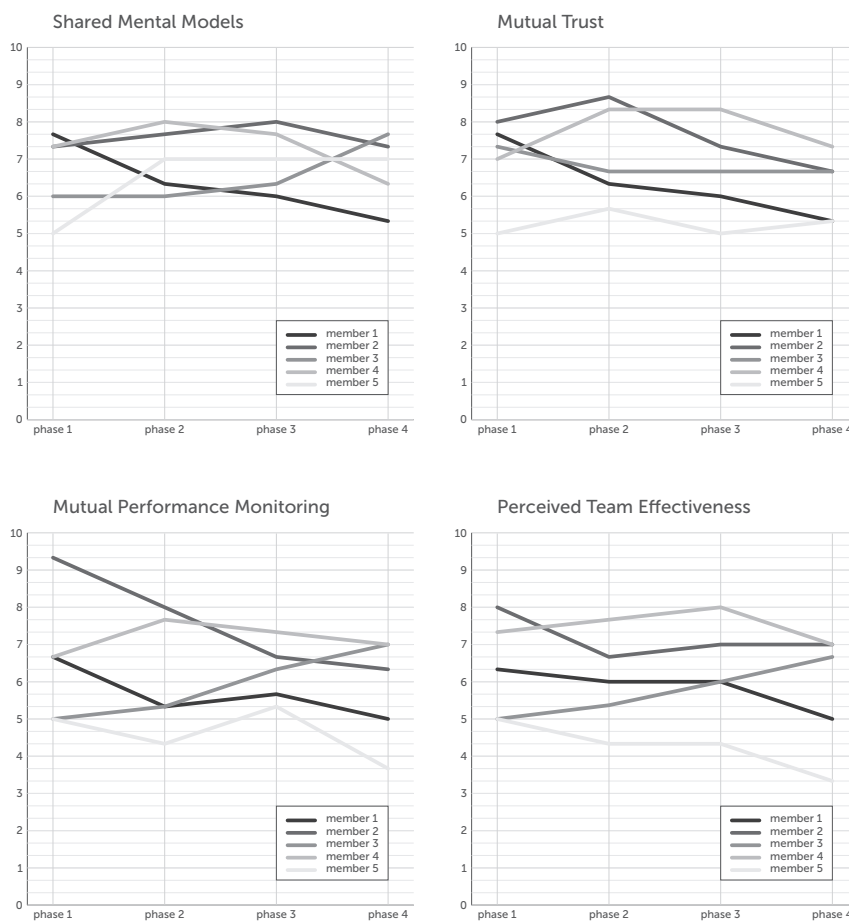 Shared Mental Models
10
9
8
7
6
5
4
3
2
1
0
phase 1 phase 2 phase 3 phase 4
member 1
member 2
member 3
member 4
member 5
Mutual Trust
10
9
8
7
6
5
4
3
2
1
0
phase 1 phase 2 phase 3 phase 4
member 1
member 2
member 3
member 4
member 5
Mutual Performance Monitoring
10
9
8
7
6
5
4
3
2
1
0
phase 1 phase 2 phase 3 phase 4
member 1
member 2
member 3
member 4
member 5
Perceived Team Effectiveness
10
9
8
7
6
5
4
3
2
1
0
phase 1 phase 2 phase 3 phase 4
member 1
member 2
member 3
member 4
member 5